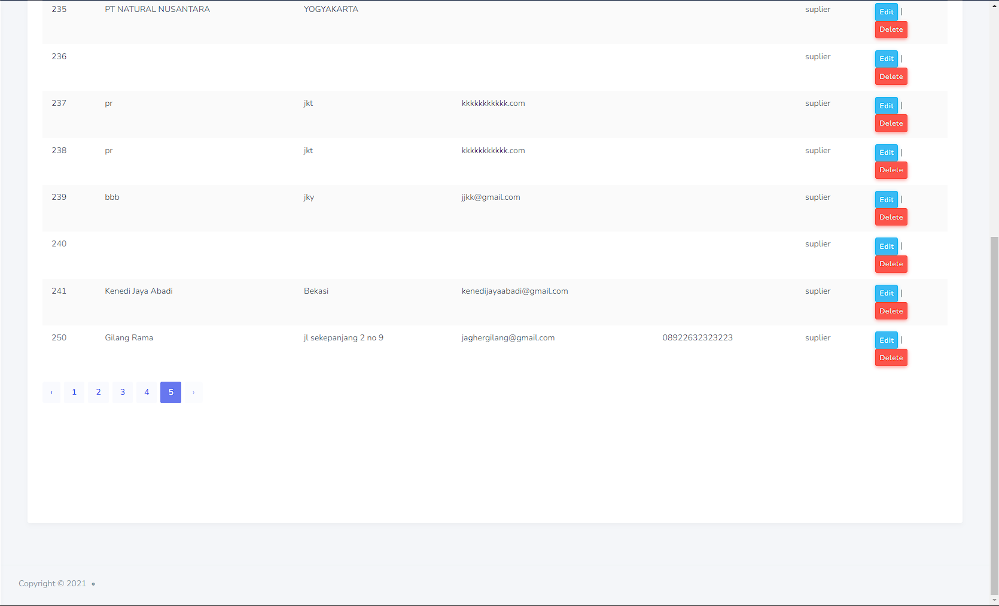 235 PT NATURAL NUSANTARA YOGYAKARTA suplier Edit |
Delete
236 suplier Edit |
Delete
237 pr jkt kkkkkkkkkkk.com suplier Edit |
Delete
238 pr jkt kkkkkkkkkkk.com suplier Edit |
Delete
239 bbb jky jjkk@gmail.com suplier Edit |
Delete
240 suplier Edit |
Delete
241 Kenedi Jaya Abadi Bekasi kenedijayaabadi@gmail.com suplier Edit |
Delete
250 Gilang Rama jl sekepanjang 2 no 9 jaghergilang@gmail.com 08922632323223 suplier Edit |
Delete
‹ 1 2 3 4 5 ›
Copyright © 2021 •